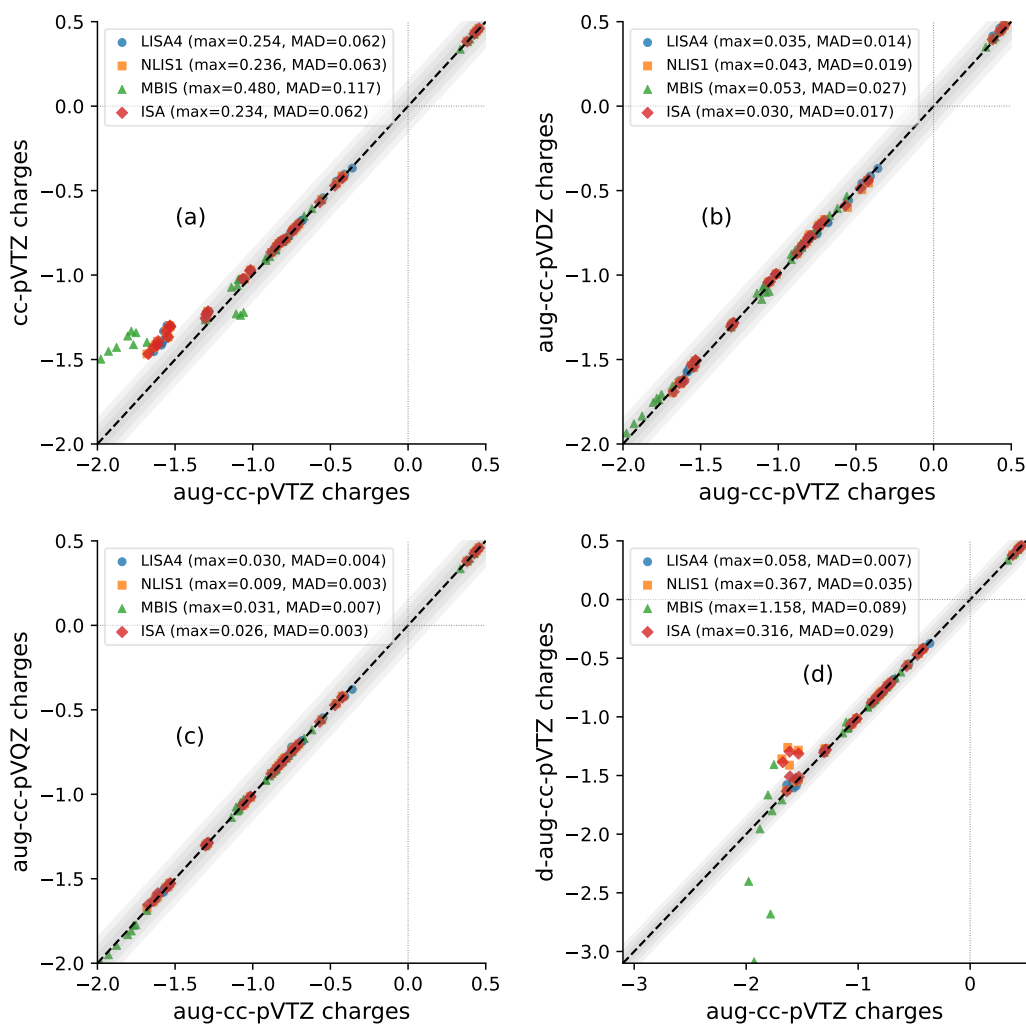 0.5
0.0
−0.5
−1.0
−1.5
−2.0
cc-pVTZ charges
LISA4 (max=0.254, MAD=0.062)
NLIS1 (max=0.236, MAD=0.063)
MBIS (max=0.480, MAD=0.117)
ISA (max=0.234, MAD=0.062)
(a)
−2.0 −1.5 −1.0 −0.5 0.0 0.5
aug-cc-pVTZ charges
0.5
0.0
−0.5
−1.0
−1.5
−2.0
aug-cc-pVDZ charges
LISA4 (max=0.035, MAD=0.014)
NLIS1 (max=0.043, MAD=0.019)
MBIS (max=0.053, MAD=0.027)
ISA (max=0.030, MAD=0.017)
(b)
−2.0 −1.5 −1.0 −0.5 0.0 0.5
aug-cc-pVTZ charges
0.5
0.0
−0.5
−1.0
−1.5
−2.0
aug-cc-pVQZ charges
LISA4 (max=0.030, MAD=0.004)
NLIS1 (max=0.009, MAD=0.003)
MBIS (max=0.031, MAD=0.007)
ISA (max=0.026, MAD=0.003)
(c)
−2.0 −1.5 −1.0 −0.5 0.0 0.5
aug-cc-pVTZ charges
0.5
0.0
−0.5
−1.0
−1.5
−2.0
−2.5
−3.0
d-aug-cc-pVTZ charges
LISA4 (max=0.058, MAD=0.007)
NLIS1 (max=0.367, MAD=0.035)
MBIS (max=1.158, MAD=0.089)
ISA (max=0.316, MAD=0.029)
(d)
−3 −2 −1 0
aug-cc-pVTZ charges